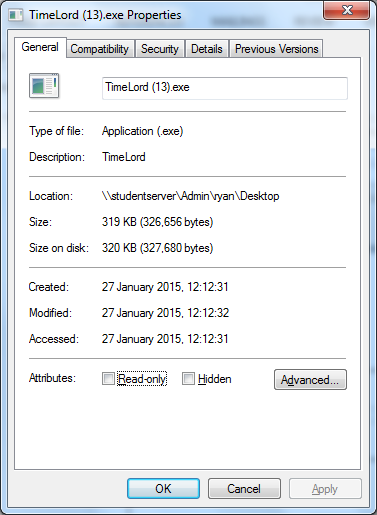 TimeLord (13).exe Properties
General Compatibility Security Details Previous Versions
TimeLord (13).exe
Type of file: Application (.exe)
Description: TimeLord
Location: \\studentserver\Admin\ryan\Desktop
Size: 319 KB (326,656 bytes)
Size on disk: 320 KB (327,680 bytes)
Created: 27 January 2015, 12:12:31
Modified: 27 January 2015, 12:12:32
Accessed: 27 January 2015, 12:12:31
Attributes: Read-only Hidden Advanced...
OK Cancel Apply